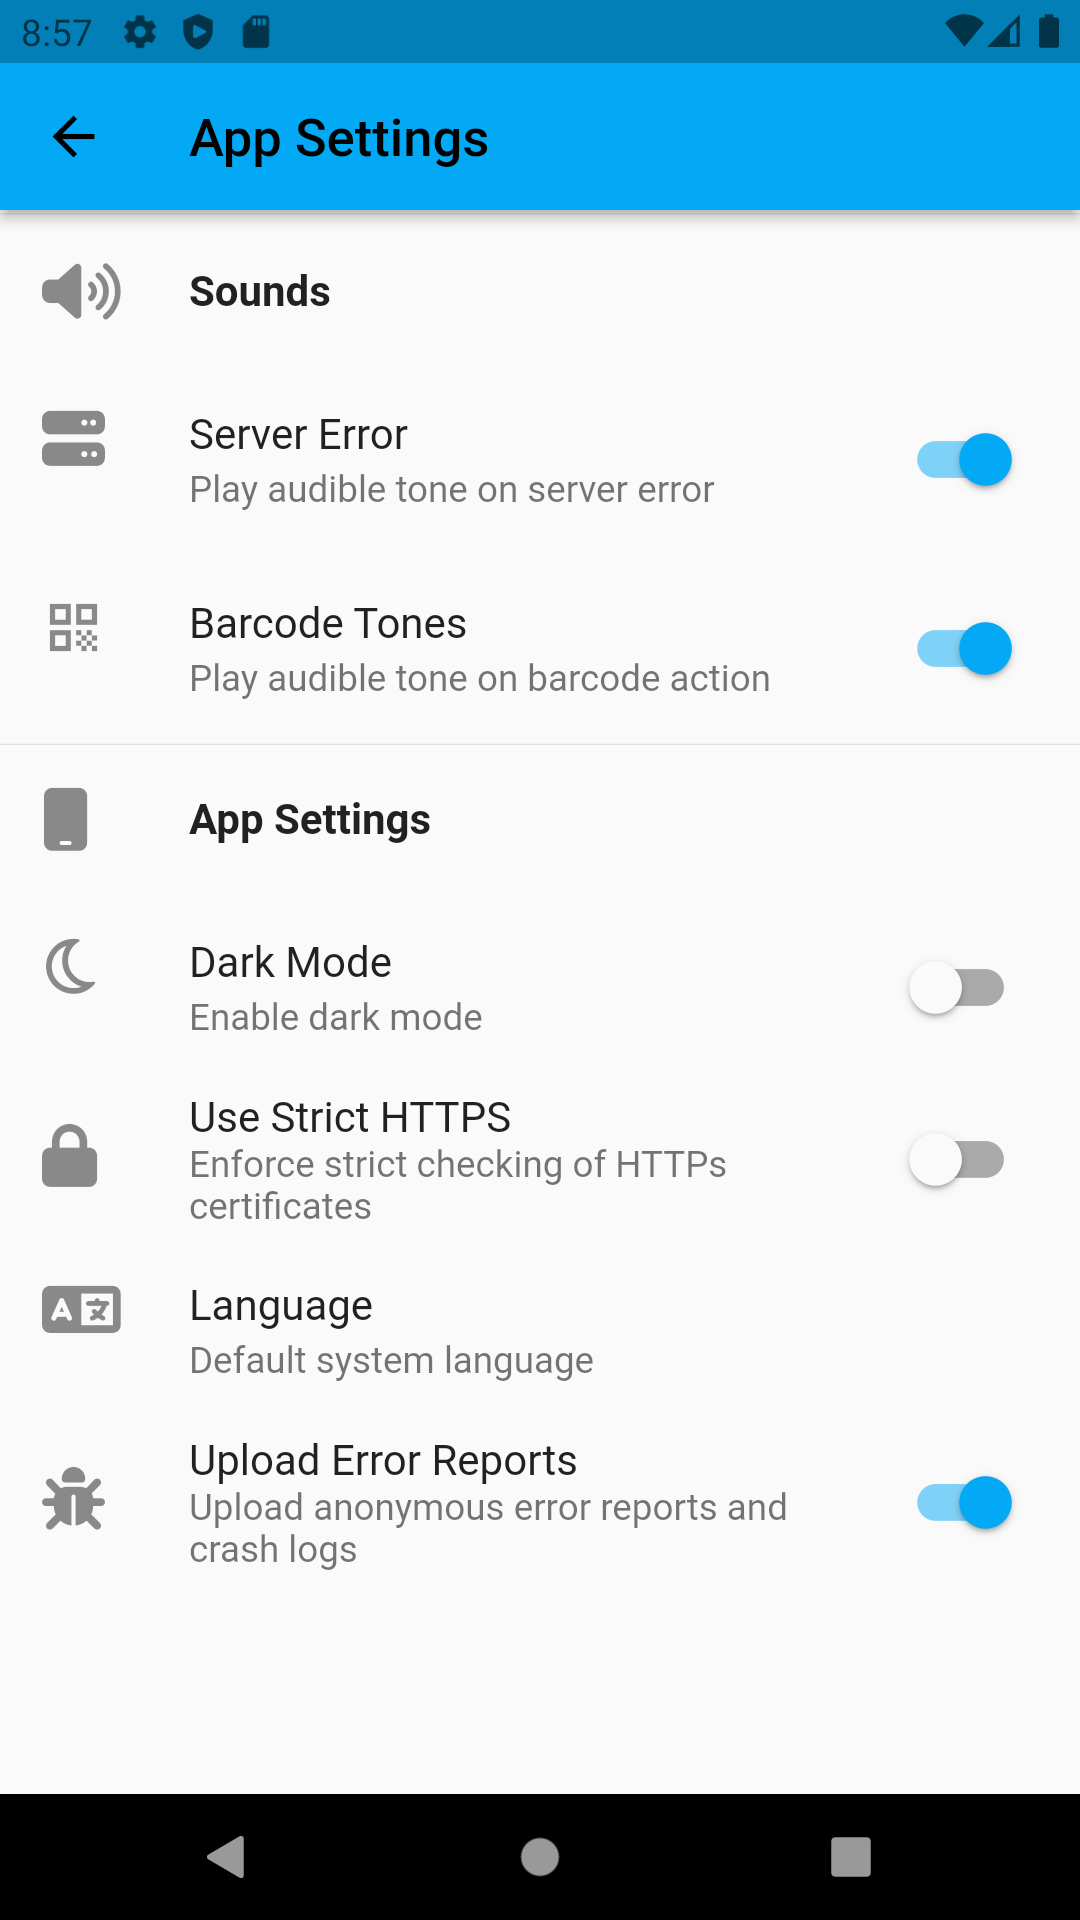 8:57
App Settings
Sounds
Server Error
Play audible tone on server error
Barcode Tones
Play audible tone on barcode action
App Settings
Dark Mode
Enable dark mode
Use Strict HTTPS
Enforce strict checking of HTTPs
certificates
A 文
Language
Default system language
Upload Error Reports
Upload anonymous error reports and
crash logs